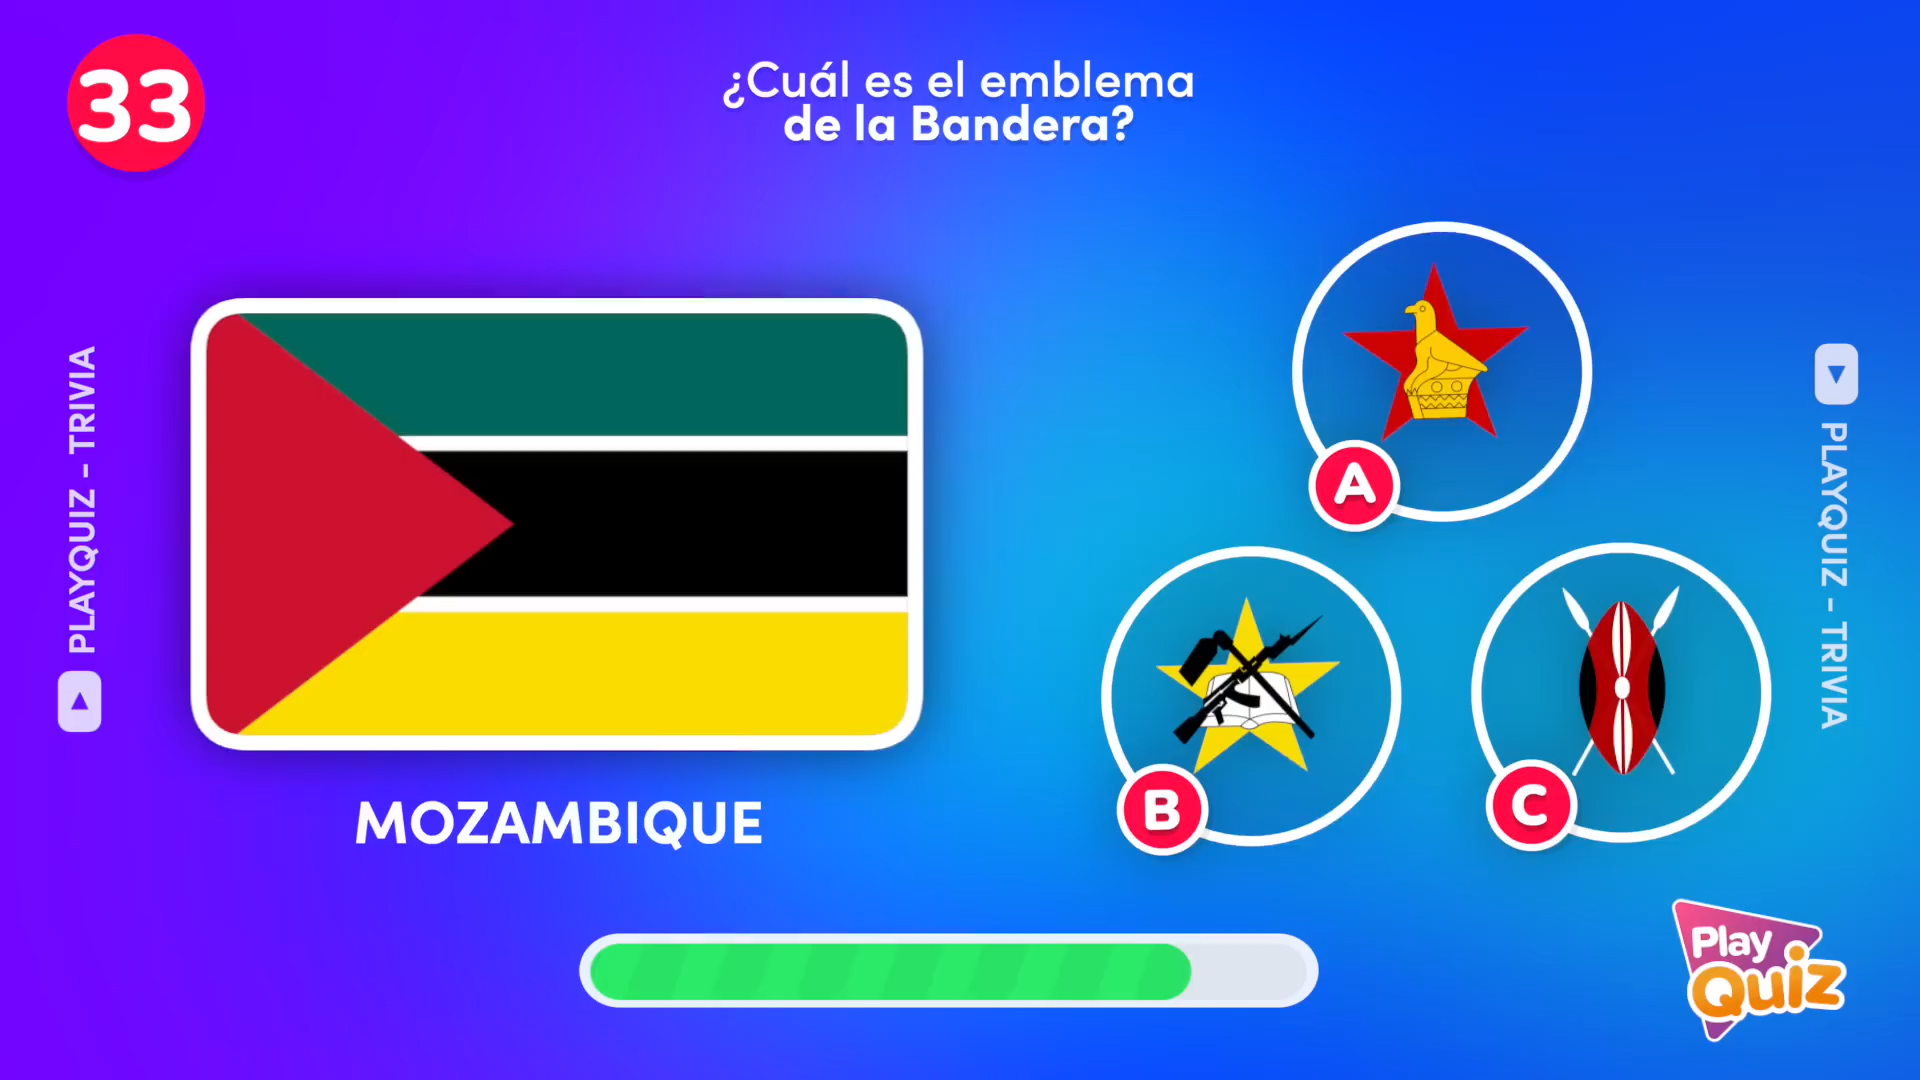 33
¿Cuál es el emblema
de la Bandera?
PLAYQUIZ - TRIVIA
MOZAMBIQUE
A
B
C
PLAYQUIZ - TRIVIA
Play
Quiz